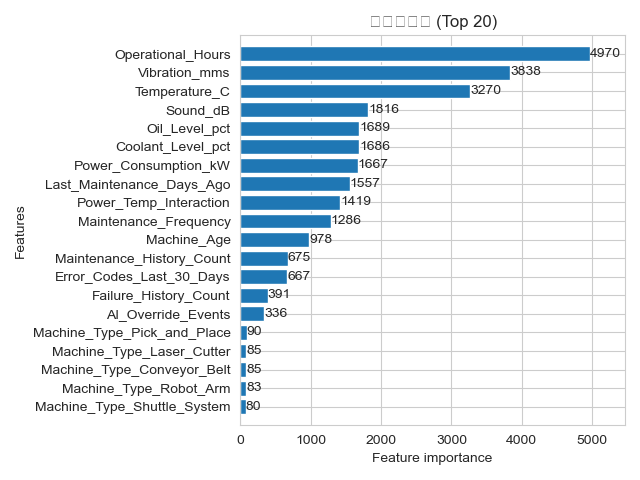 (Top 20)
Features
Operational_Hours 4970
Vibration_mms 3838
Temperature_C 3270
Sound_dB 1816
Oil_Level_pct 1689
Coolant_Level_pct 1686
Power_Consumption_kW 1667
Last_Maintenance_Days_Ago 1557
Power_Temp_Interaction 1419
Maintenance_Frequency 1286
Machine_Age 978
Maintenance_History_Count 675
Error_Codes_Last_30_Days 667
Failure_History_Count 391
AI_Override_Events 336
Machine_Type_Pick_and_Place 90
Machine_Type_Laser_Cutter 85
Machine_Type_Conveyor_Belt 85
Machine_Type_Robot_Arm 83
Machine_Type_Shuttle_System 80
0 1000 2000 3000 4000 5000
Feature importance